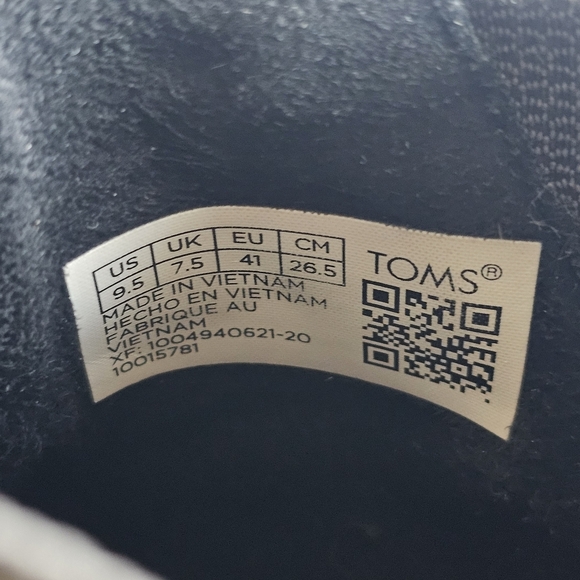 US UK EU CM
9.5 7.5 41 26.5
MADE IN VIETNAM
HECHO EN VIETNAM
FABRIQUE AU
VIETNAM
XF: 1004940621-20
10015781
TOMS®